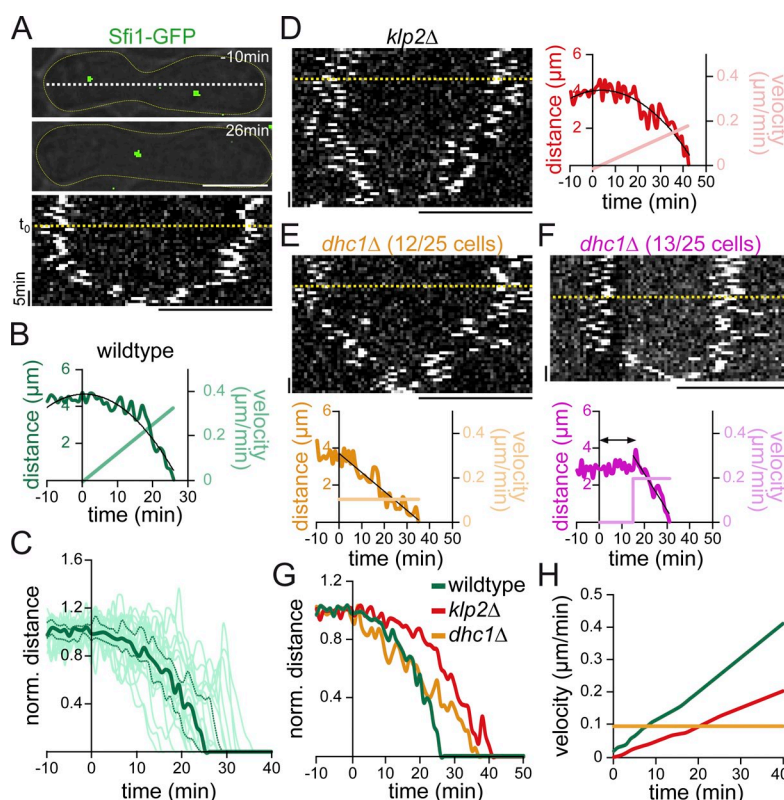 A
Sfi1-GFP
-10min
26min
t0
5min
B
wildtype
distance (µm)
6
4
2
velocity (µm/min)
0.4
0.2
0
-10 0 10 20 30
time (min)
C
norm. distance
1.6
1.2
0.8
0.4
-10 0 10 20 30 40
time (min)
D
klp2Δ
distance (µm)
6
4
2
velocity (µm/min)
0.4
0.2
0
-10 0 10 20 30 40 50
time (min)
E
dhc1Δ (12/25 cells)
distance (µm)
6
4
2
velocity (µm/min)
0.4
0.2
0
-10 0 10 20 30 40 50
time (min)
F
dhc1Δ (13/25 cells)
distance (µm)
6
4
2
velocity (µm/min)
0.4
0.2
0
-10 0 10 20 30 40 50
time (min)
G
wildtype
klp2Δ
dhc1Δ
norm. distance
1.2
0.8
0.4
-10 0 10 20 30 40 50
time (min)
H
velocity (µm/min)
0.5
0.4
0.3
0.2
0.1
0
0 10 20 30 40
time (min)